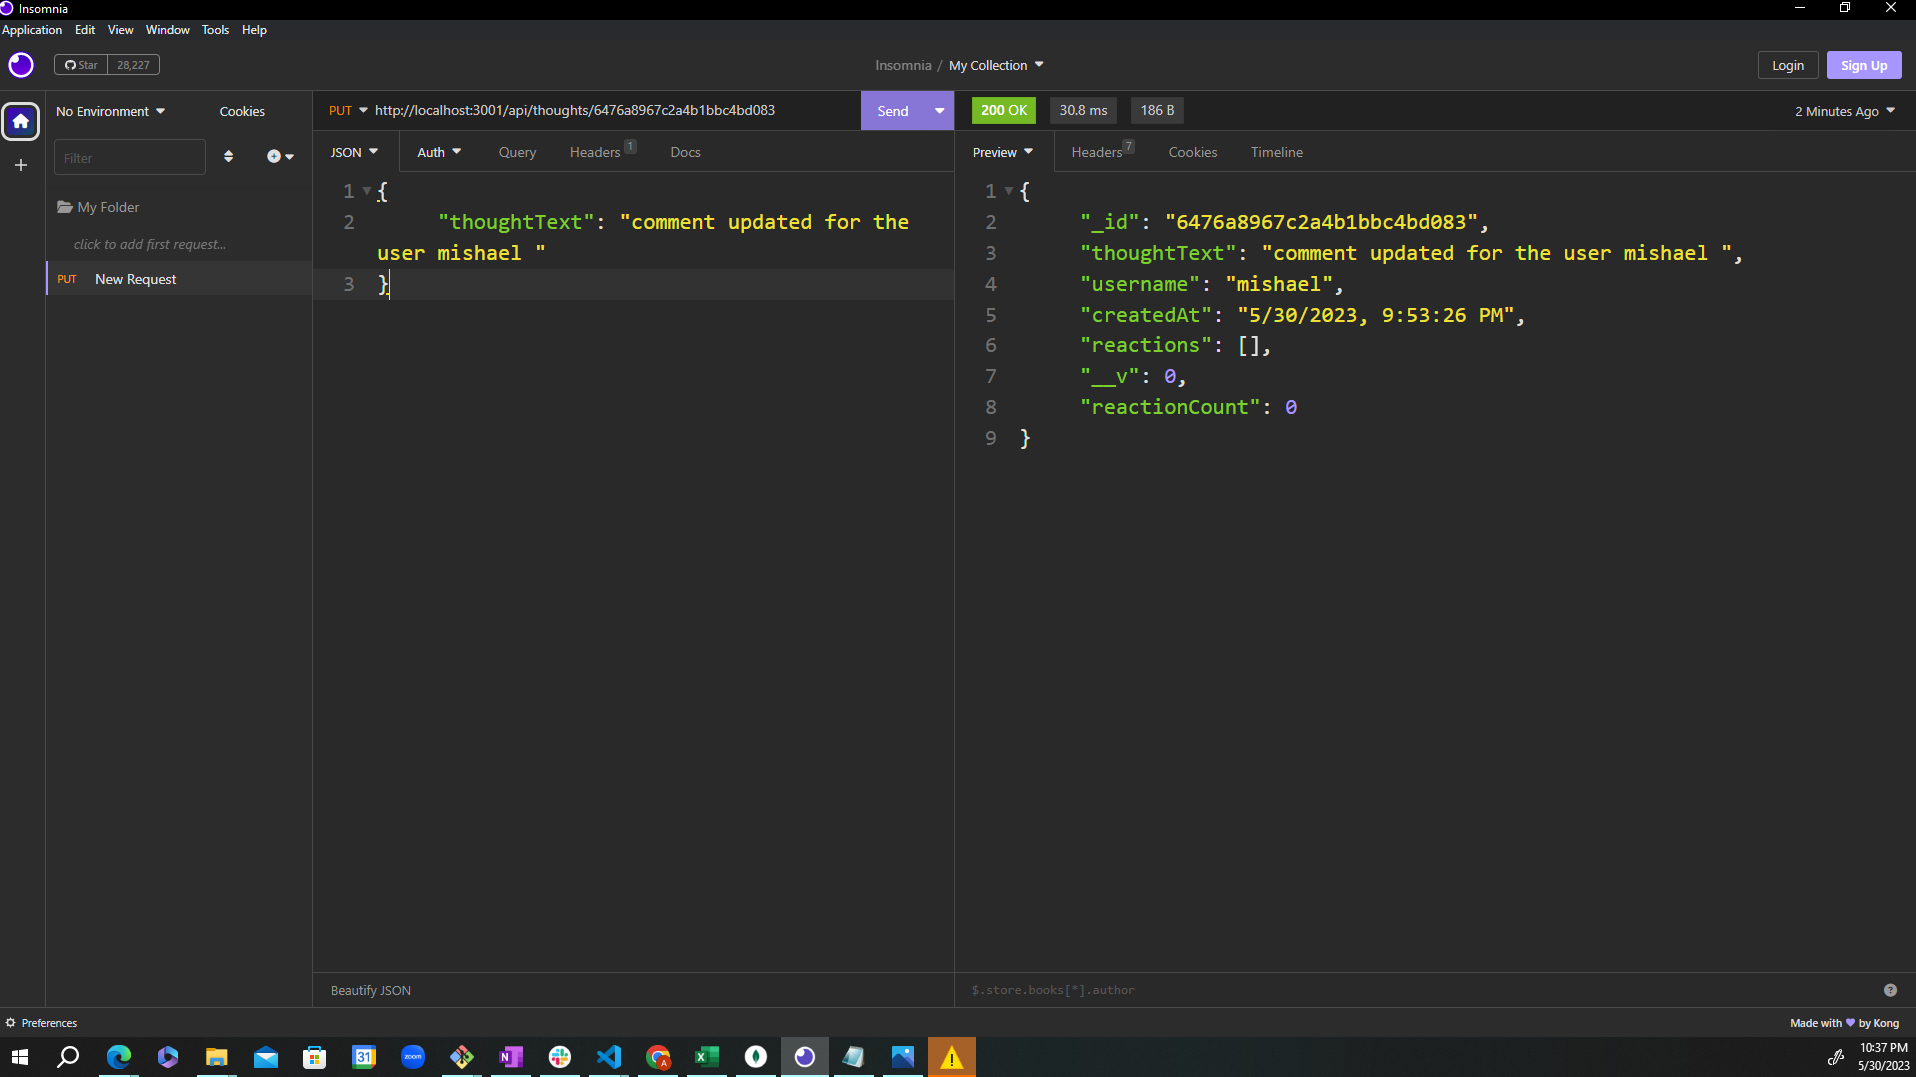 Insomnia
Application Edit View Window Tools Help
Star 28,227
Insomnia / My Collection
Login Sign Up
No Environment Cookies
PUT http://localhost:3001/api/thoughts/6476a8967c2a4b1bbc4bd083 Send
200 OK 30.8 ms 186 B
2 Minutes Ago
Filter
JSON Auth Query Headers 1 Docs
Preview Headers 7 Cookies Timeline
My Folder
click to add first request...
PUT New Request
1 {
2 "thoughtText": "comment updated for the
user mishael "
3 }
1 {
2 "_id": "6476a8967c2a4b1bbc4bd083",
3 "thoughtText": "comment updated for the user mishael ",
4 "username": "mishael",
5 "createdAt": "5/30/2023, 9:53:26 PM",
6 "reactions": [],
7 "__v": 0,
8 "reactionCount": 0
9 }
Beautify JSON
$.store.books[*].author
?
Preferences
Made with ♥ by Kong
31
zoom
N
A
10:37 PM
5/30/2023